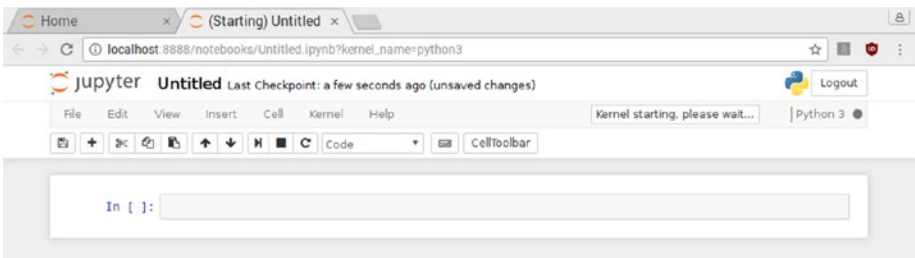 Home
(Starting) Untitled
localhost:8888/notebooks/Untitled.ipynb?kernel_name=python3
jupyter Untitled Last Checkpoint: a few seconds ago (unsaved changes)
Logout
File Edit View Insert Cell Kernel Help Kernel starting, please wait... Python 3
Code CellToolbar
In [ ]: